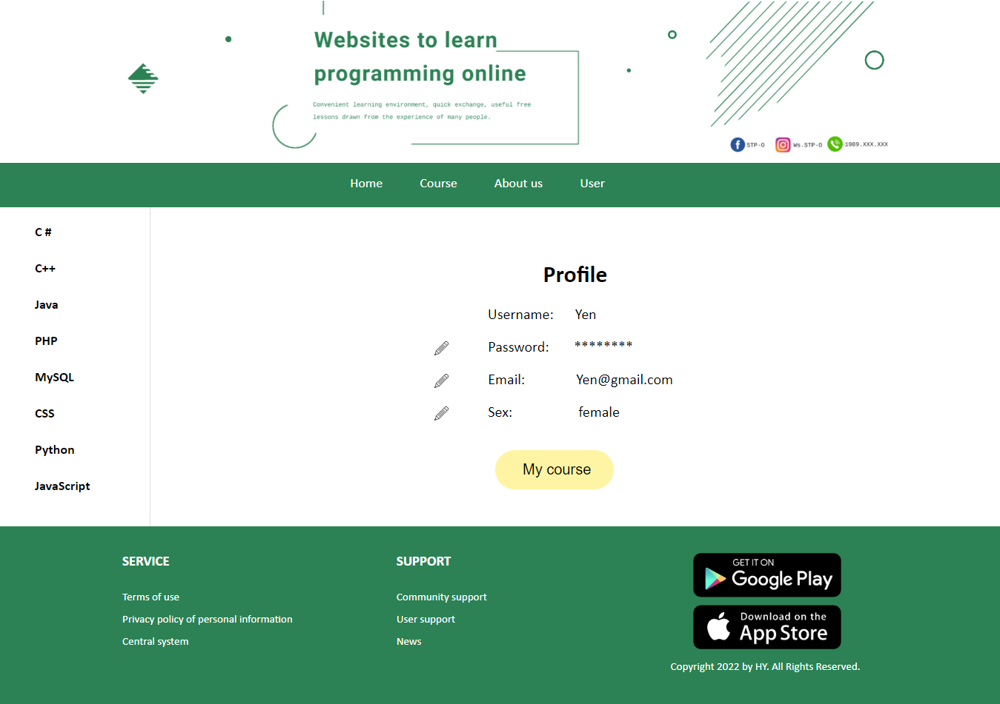 Websites to learn
programming online
Convenient learning environment, quick exchange, useful free
lessons drawn from the experience of many people.
STP-O Ws.STP-O 1989.XXX.XXX
Home Course About us User
C #
C++
Java
PHP
MySQL
CSS
Python
JavaScript
Profile
Username: Yen
Password: ********
Email: Yen@gmail.com
Sex: female
My course
SERVICE
Terms of use
Privacy policy of personal information
Central system
SUPPORT
Community support
User support
News
GET IT ON
Google Play
Download on the
App Store
Copyright 2022 by HY. All Rights Reserved.